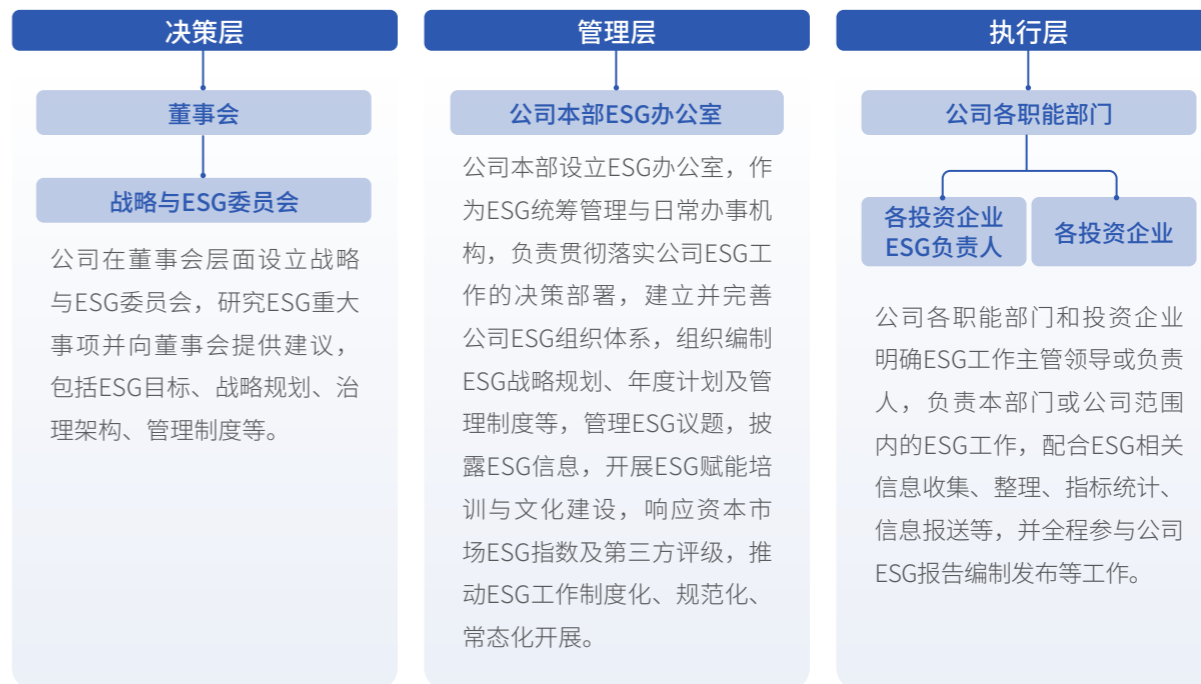 决策层
董事会
战略与ESG委员会
公司在董事会层面设立战略
与ESG委员会，研究ESG重大
事项并向董事会提供建议，
包括ESG目标、战略规划、治
理架构、管理制度等。
管理层
公司本部ESG办公室
公司本部设立ESG办公室，作
为ESG统筹管理与日常办事机
构，负责贯彻落实公司ESG工
作的决策部署，建立并完善
公司ESG组织体系，组织编制
ESG战略规划、年度计划及管
理制度等，管理ESG议题，披
露ESG信息，开展ESG赋能培
训与文化建设，响应资本市
场ESG指数及第三方评级，推
动ESG工作制度化、规范化、
常态化开展。
执行层
公司各职能部门
各投资企业
ESG负责人
各投资企业
公司各职能部门和投资企业
明确ESG工作主管领导或负责
人，负责本部门或公司范围
内的ESG工作，配合ESG相关
信息收集、整理、指标统计、
信息报送等，并全程参与公司
ESG报告编制发布等工作。